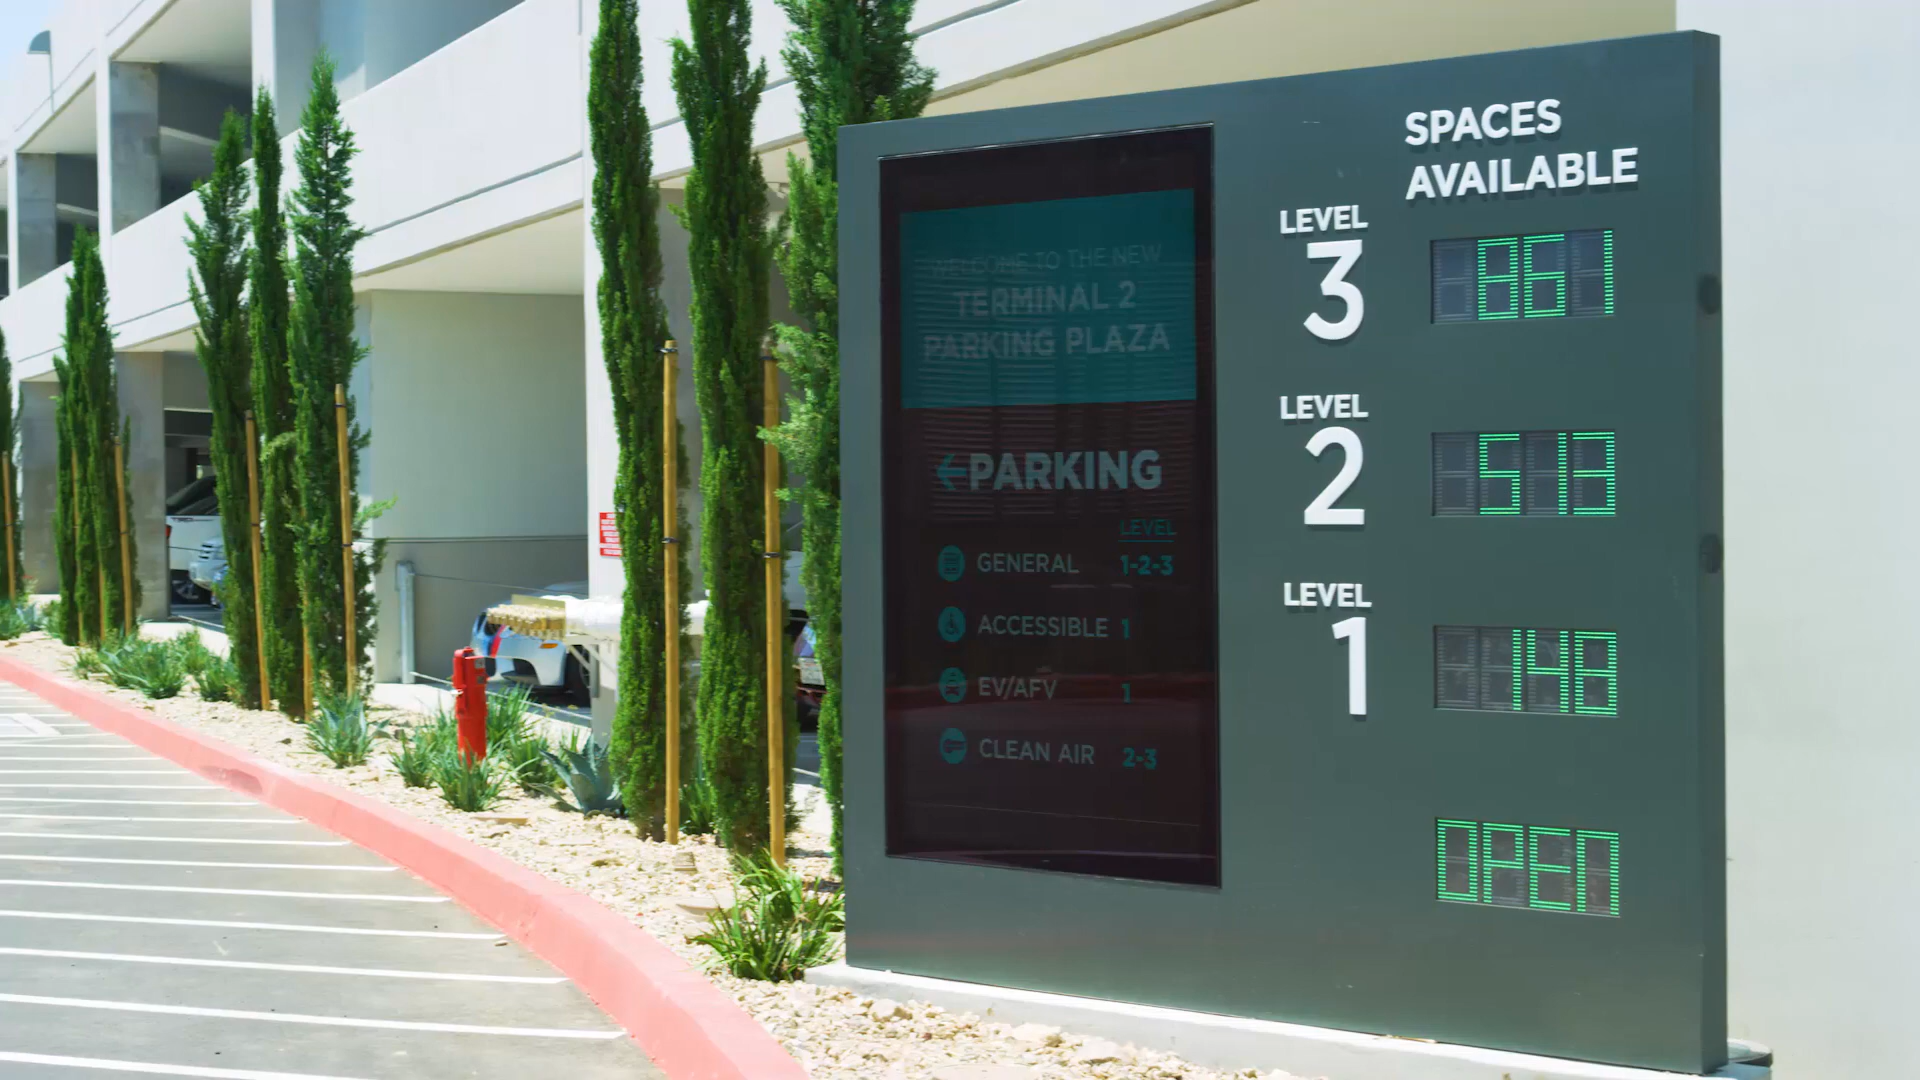 WELCOME TO THE NEW
TERMINAL 2
PARKING PLAZA
←PARKING
LEVEL
GENERAL 1-2-3
ACCESSIBLE 1
EV/AFV 1
CLEAN AIR 2-3
SPACES
AVAILABLE
LEVEL
3 861
LEVEL
2 513
LEVEL
1 148
OPEN